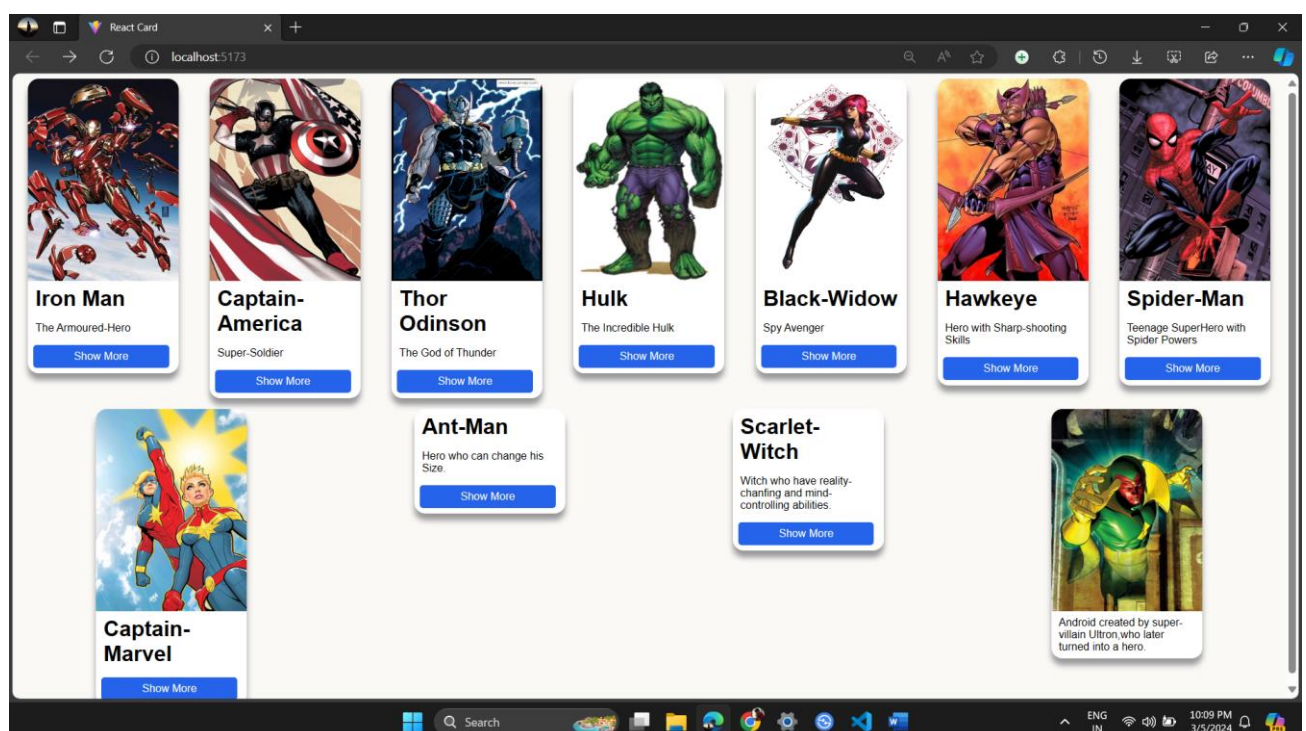 React Card
localhost:5173
Iron Man
The Armoured-Hero
Show More
Captain-
America
Super-Soldier
Show More
Thor
Odinson
The God of Thunder
Show More
Hulk
The Incredible Hulk
Show More
Black-Widow
Spy Avenger
Show More
Hawkeye
Hero with Sharp-shooting
Skills
Show More
Spider-Man
Teenage SuperHero with
Spider Powers
Show More
Captain-
Marvel
Show More
Ant-Man
Hero who can change his
Size.
Show More
Scarlet-
Witch
Witch who have reality-
chanfing and mind-
controlling abilities.
Show More
Android created by super-
villain Ultron,who later
turned into a hero.
Search
ENG
IN
10:09 PM
3/5/2024